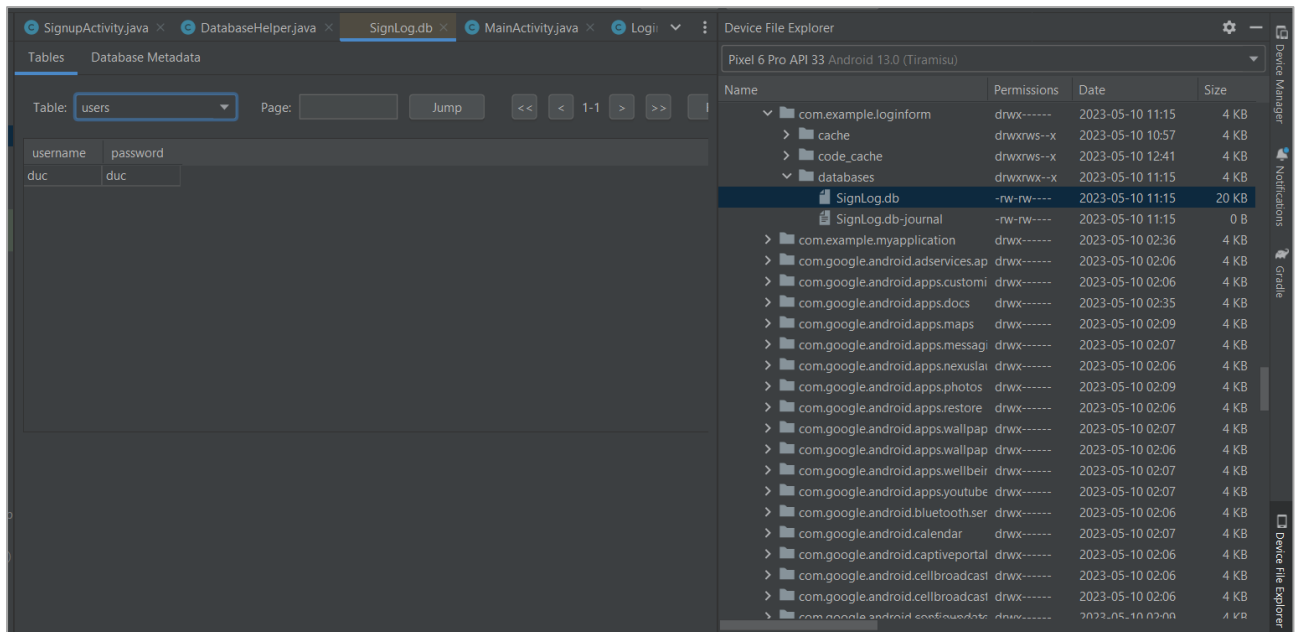 SignupActivity.java DatabaseHelper.java SignLog.db MainActivity.java Logi
Tables Database Metadata
Table: users Page: Jump << < 1-1 > >>
username password
duc duc
Device File Explorer
Pixel 6 Pro API 33 Android 13.0 (Tiramisu)
Name Permissions Date Size
com.example.loginform drwx------ 2023-05-10 11:15 4 KB
cache drwxrws--x 2023-05-10 10:57 4 KB
code_cache drwxrws--x 2023-05-10 12:41 4 KB
databases drwxrwx--x 2023-05-10 11:15 4 KB
SignLog.db -rw-rw---- 2023-05-10 11:15 20 KB
SignLog.db-journal -rw-rw---- 2023-05-10 11:15 0 B
com.example.myapplication drwx------ 2023-05-10 02:36 4 KB
com.google.android.adservices.ap drwx------ 2023-05-10 02:06 4 KB
com.google.android.apps.customi drwx------ 2023-05-10 02:06 4 KB
com.google.android.apps.docs drwx------ 2023-05-10 02:35 4 KB
com.google.android.apps.maps drwx------ 2023-05-10 02:09 4 KB
com.google.android.apps.messagi drwx------ 2023-05-10 02:07 4 KB
com.google.android.apps.nexuslau drwx------ 2023-05-10 02:06 4 KB
com.google.android.apps.photos drwx------ 2023-05-10 02:09 4 KB
com.google.android.apps.restore drwx------ 2023-05-10 02:06 4 KB
com.google.android.apps.wallpap drwx------ 2023-05-10 02:07 4 KB
com.google.android.apps.wallpap drwx------ 2023-05-10 02:06 4 KB
com.google.android.apps.wellbein drwx------ 2023-05-10 02:07 4 KB
com.google.android.apps.youtube drwx------ 2023-05-10 02:07 4 KB
com.google.android.bluetooth.ser drwx------ 2023-05-10 02:06 4 KB
com.google.android.calendar drwx------ 2023-05-10 02:07 4 KB
com.google.android.captiveportal drwx------ 2023-05-10 02:06 4 KB
com.google.android.cellbroadcast drwx------ 2023-05-10 02:06 4 KB
com.google.android.cellbroadcast drwx------ 2023-05-10 02:06 4 KB
com.google.android.configupdate drwx------ 2023-05-10 02:09 4 KB
Device Manager
Notifications
Gradle
Device File Explorer